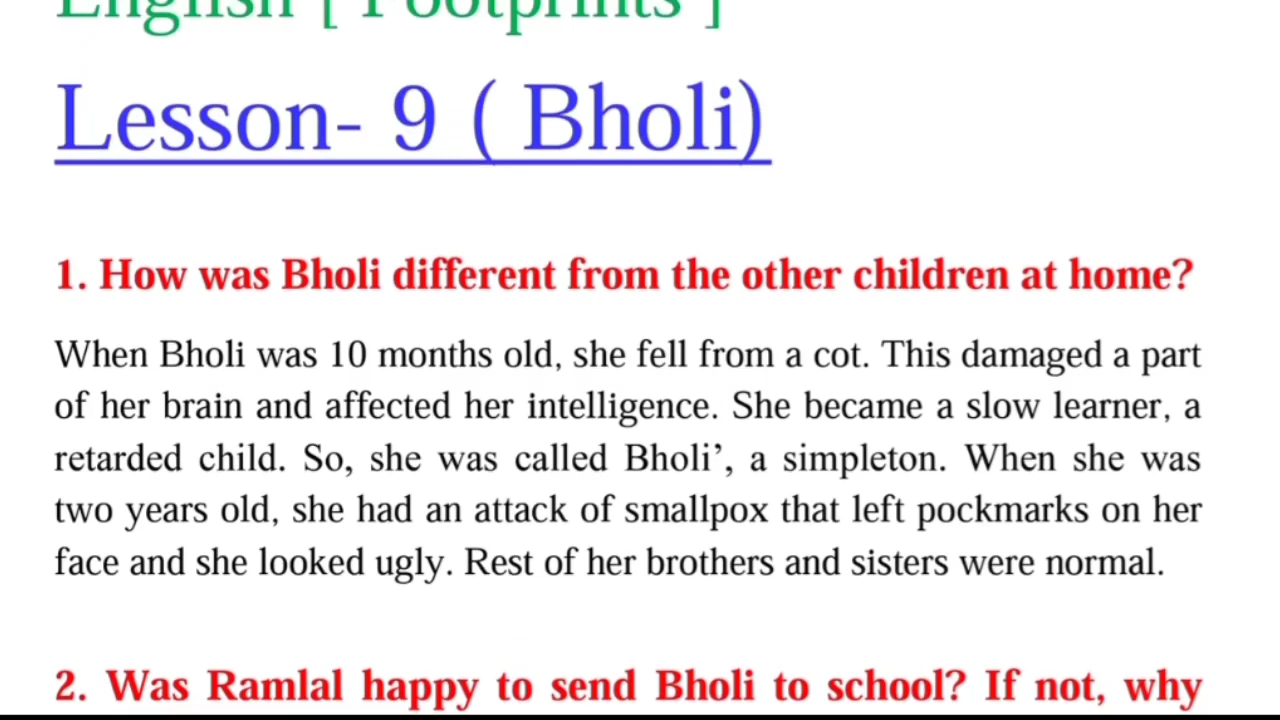 English [ Footprints ]
Lesson- 9 ( Bholi)
1. How was Bholi different from the other children at home?
When Bholi was 10 months old, she fell from a cot. This damaged a part
of her brain and affected her intelligence. She became a slow learner, a
retarded child. So, she was called Bholi’, a simpleton. When she was
two years old, she had an attack of smallpox that left pockmarks on her
face and she looked ugly. Rest of her brothers and sisters were normal.
2. Was Ramlal happy to send Bholi to school? If not, why